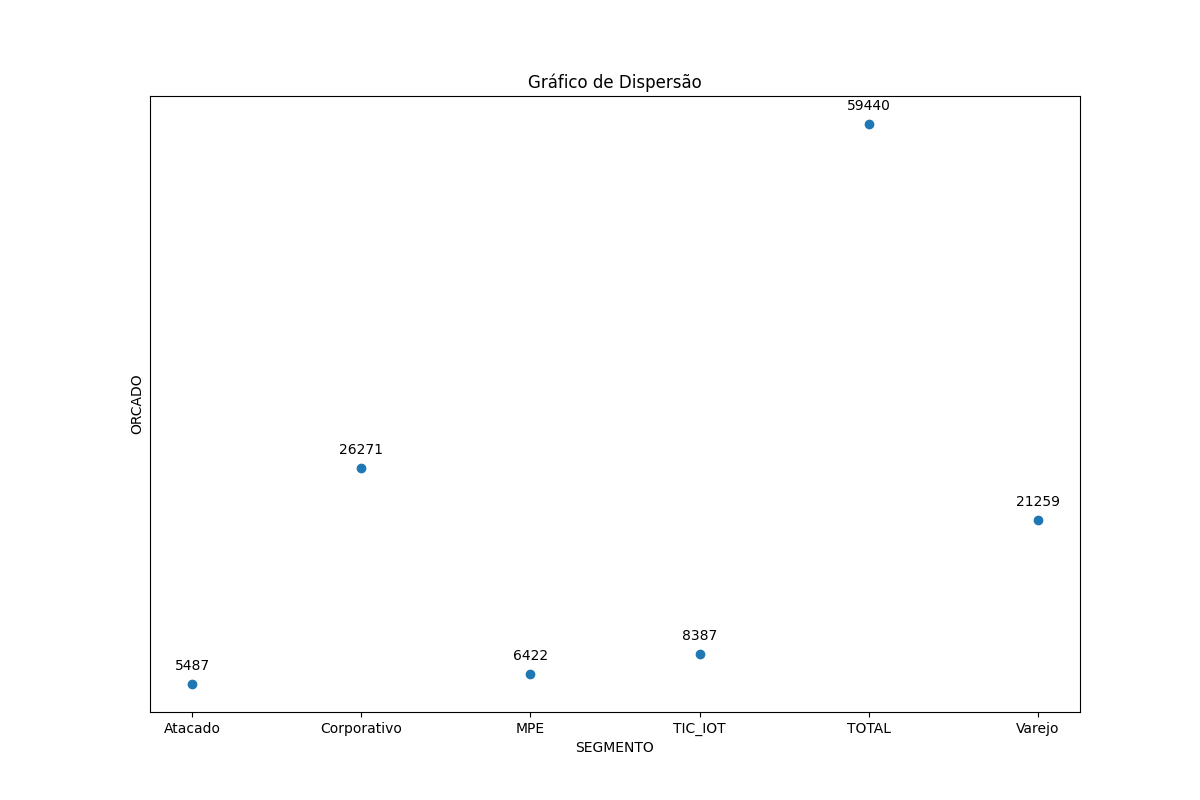 Gráfico de Dispersão
59440
26271
21259
8387
6422
5487
ORCADO
Atacado Corporativo MPE TIC_IOT TOTAL Varejo
SEGMENTO